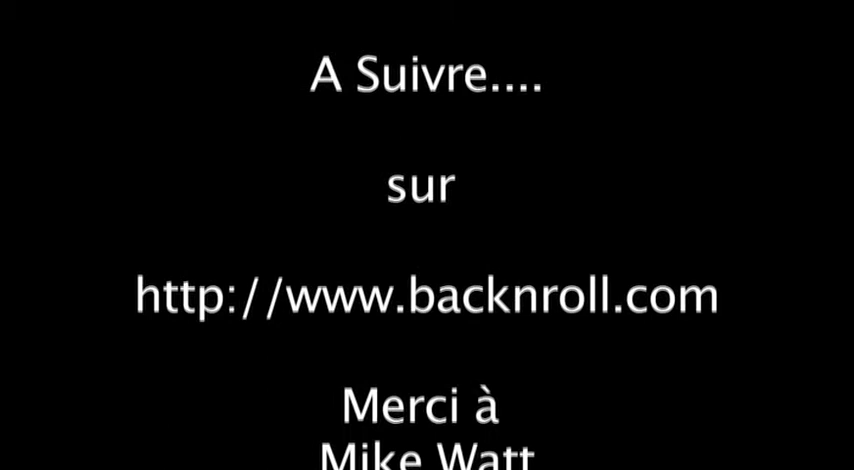 A Suivre....
sur
http://www.backnroll.com
Merci à
Mike Watt